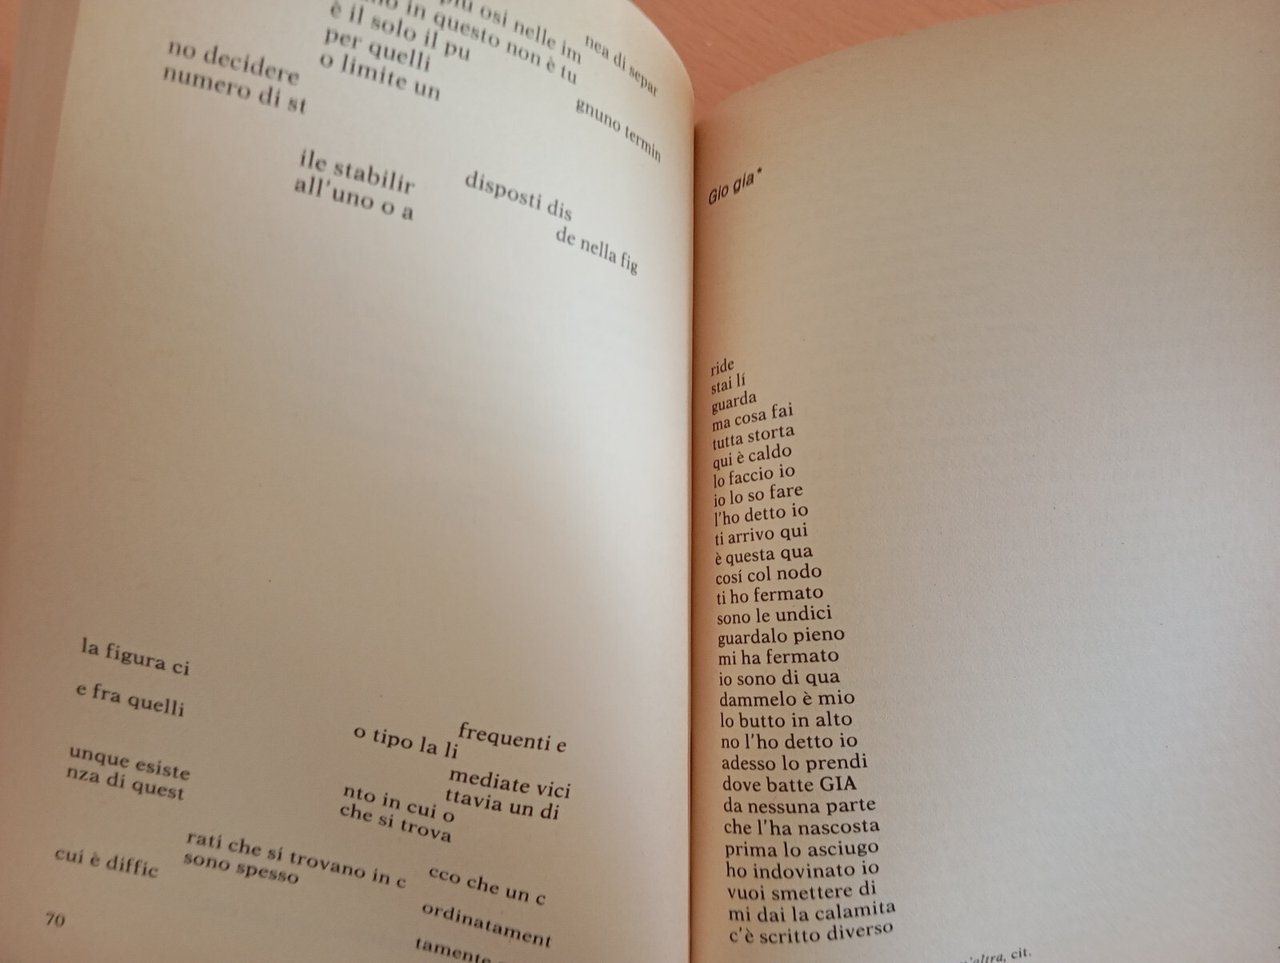 più osi nelle im
in questo non è tu
è il solo il pu
per quelli
o limite un
nea di separ
gnuno termin
no decidere
numero di st
ile stabilir
all'uno o a
disposti dis
de nella fig
la figura ci
e fra quelli
frequenti e
o tipo la li
mediate vici
ttavia un di
unque esiste
nza di quest
nto in cui o
che si trova
rati che si trovano in c
sono spesso
cui è diffic
cco che un c
ordinatament
tamente
70
Gio gia*
ride
stai lí
guarda
ma cosa fai
tutta storta
qui è caldo
lo faccio io
io lo so fare
l'ho detto io
ti arrivo qui
è questa qua
cosí col nodo
ti ho fermato
sono le undici
guardalo pieno
mi ha fermato
io sono di qua
dammelo è mio
lo butto in alto
no l'ho detto io
adesso lo prendi
dove batte GIA
da nessuna parte
che l'ha nascosta
prima lo asciugo
ho indovinato io
vuoi smettere di
mi dai la calamita
c'è scritto diverso
cit.